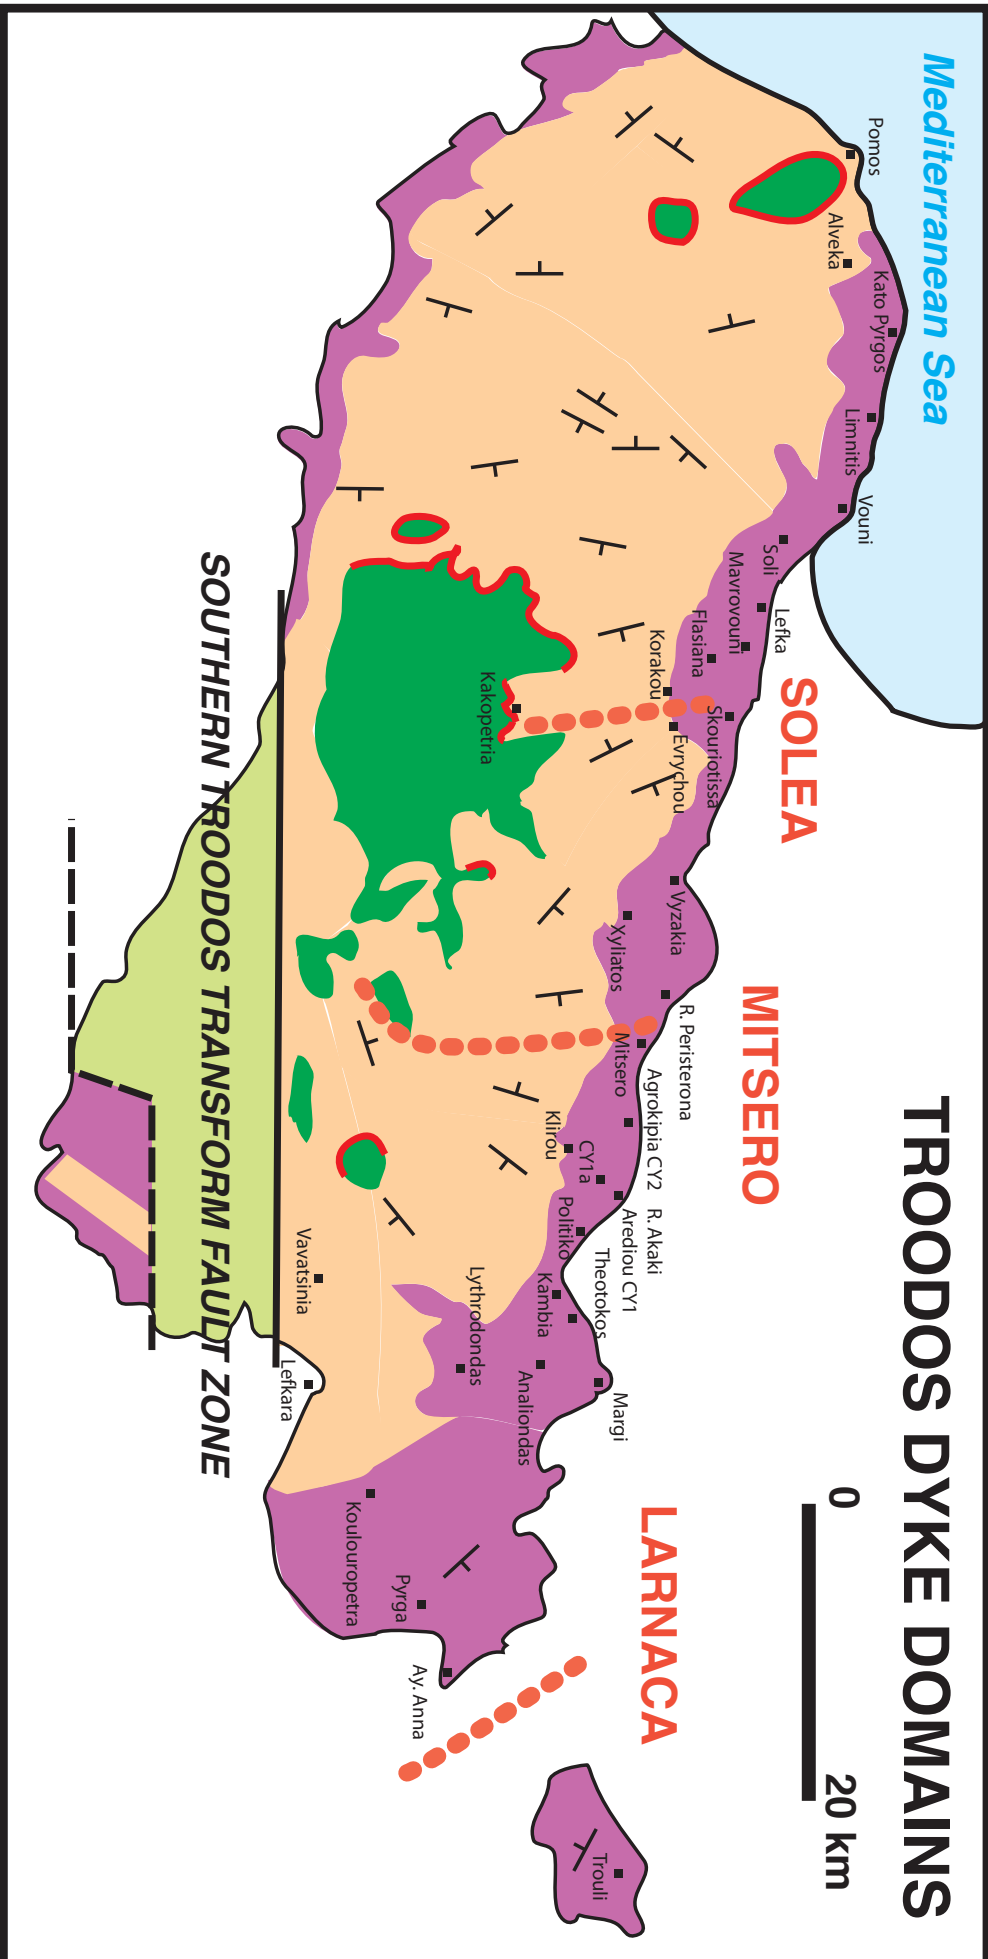 TROODOS DYKE DOMAINS
0
20 km
Mediterranean Sea
SOLEA
MITSERO
LARNACA
Pomos
Alveka
Kato Pyrgos
Limnitis
Vouni
Soli
Lefka
Mavrovouni
Flasiana
Skouriotissa
Korakou
Evrychou
Kakopetria
Vyzakia
Xyliatos
R. Peristerona
Mitsero
Agrokipia CY2
Klirou
CY1a
R. Akaki
Arediou CY1
Politiko
Theotokos
Kambia
Margi
Analiondas
Lythrodondas
Vavatsinia
Lefkara
Koulouropetra
Pyrga
Ay. Anna
Trouli
SOUTHERN TROODOS TRANSFORM FAULT ZONE